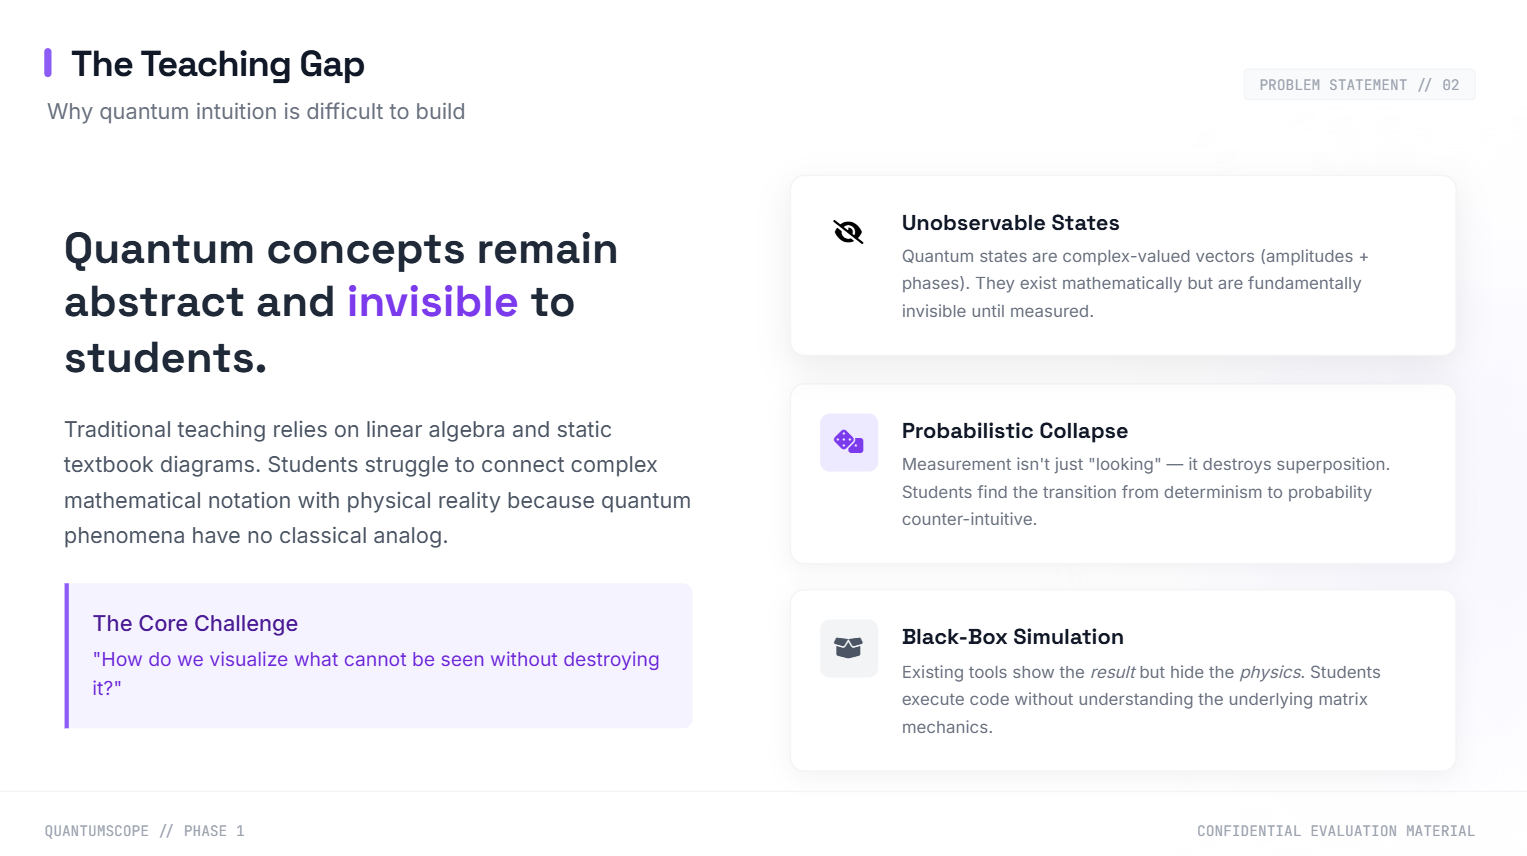 The Teaching Gap
Why quantum intuition is difficult to build
PROBLEM STATEMENT // 02
Quantum concepts remain
abstract and invisible to
students.
Traditional teaching relies on linear algebra and static
textbook diagrams. Students struggle to connect complex
mathematical notation with physical reality because quantum
phenomena have no classical analog.
The Core Challenge
"How do we visualize what cannot be seen without destroying
it?"
Unobservable States
Quantum states are complex-valued vectors (amplitudes +
phases). They exist mathematically but are fundamentally
invisible until measured.
Probabilistic Collapse
Measurement isn't just "looking" — it destroys superposition.
Students find the transition from determinism to probability
counter-intuitive.
Black-Box Simulation
Existing tools show the result but hide the physics. Students
execute code without understanding the underlying matrix
mechanics.
QUANTUMSCOPE // PHASE 1
CONFIDENTIAL EVALUATION MATERIAL